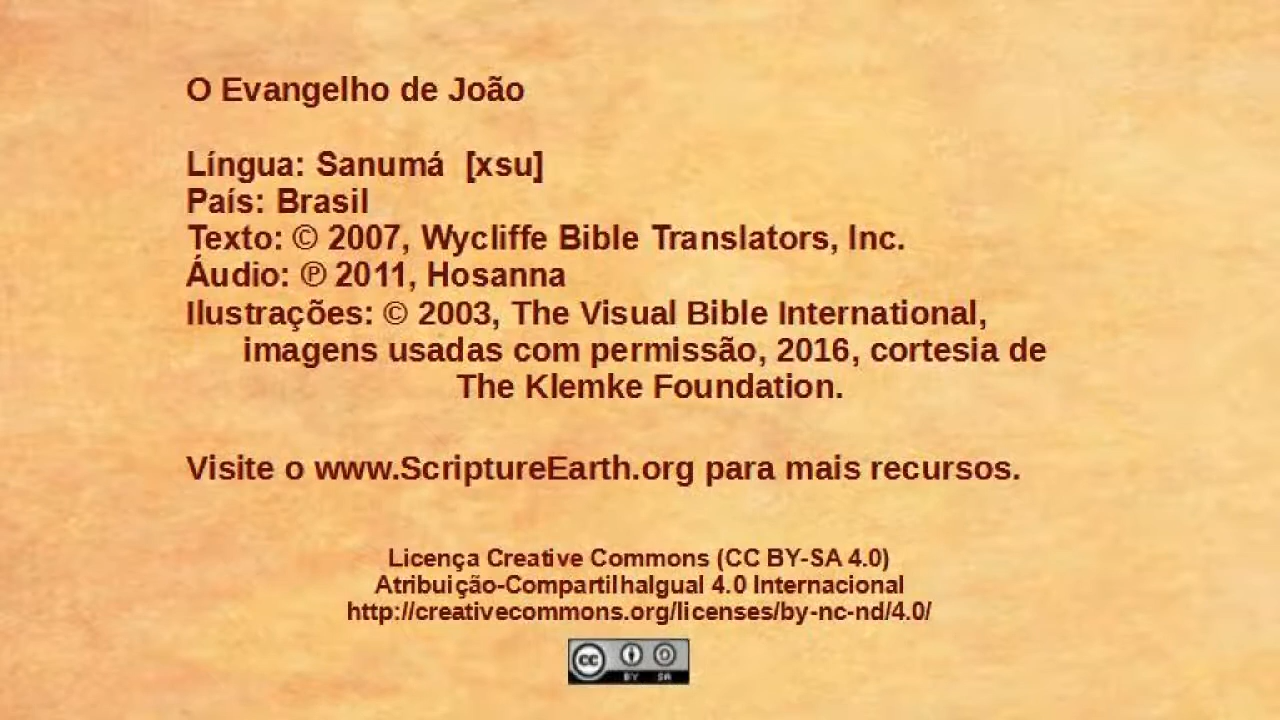 O Evangelho de João
Língua: Sanumá [xsu]
País: Brasil
Texto: © 2007, Wycliffe Bible Translators, Inc.
Áudio: ℗ 2011, Hosanna
Ilustrações: © 2003, The Visual Bible International,
imagens usadas com permissão, 2016, cortesia de
The Klemke Foundation.
Visite o www.ScriptureEarth.org para mais recursos.
Licença Creative Commons (CC BY-SA 4.0)
Atribuição-CompartilhaIgual 4.0 Internacional
http://creativecommons.org/licenses/by-nc-nd/4.0/
cc
BY SA